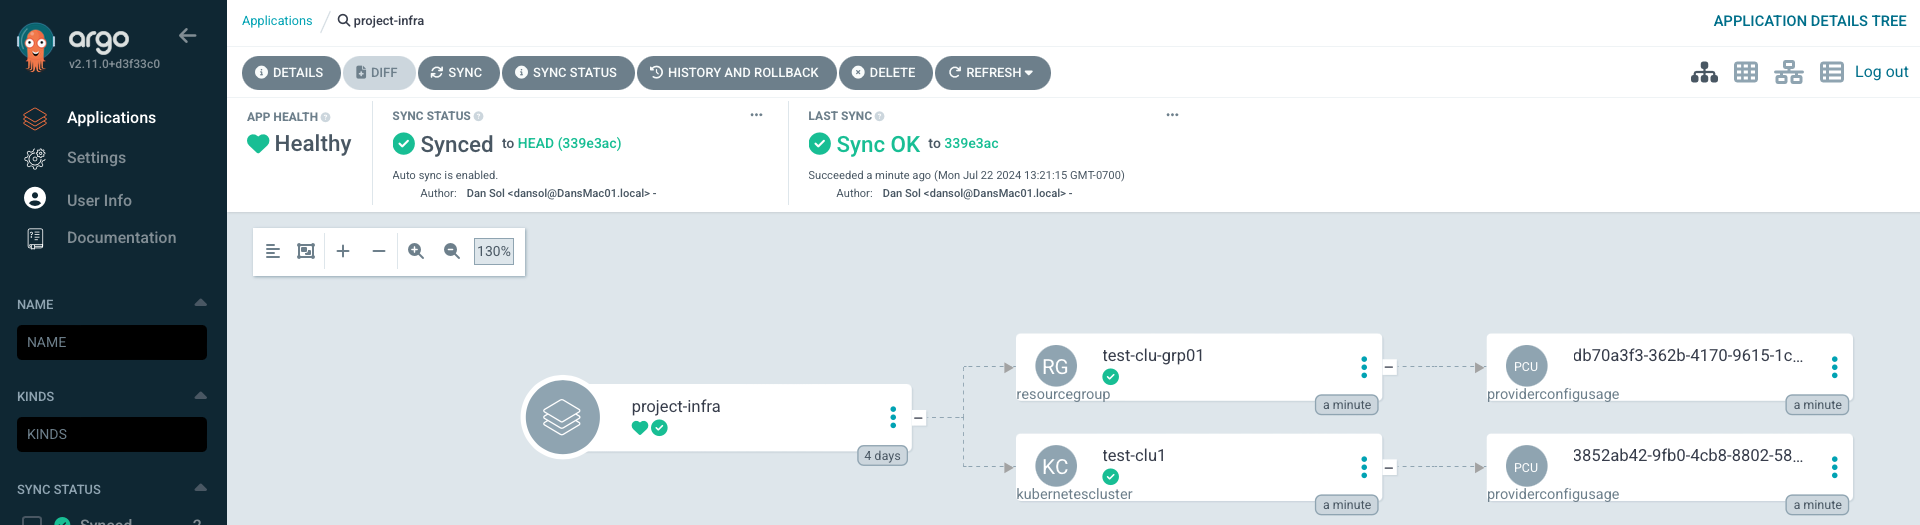 argo
v2.11.0+d3f33c0
Applications
Settings
User Info
Documentation
NAME
NAME
KINDS
KINDS
SYNC STATUS
Synced 2
Applications / project-infra
APPLICATION DETAILS TREE
DETAILS DIFF SYNC SYNC STATUS HISTORY AND ROLLBACK DELETE REFRESH
Log out
APP HEALTH
Healthy
SYNC STATUS
Synced to HEAD (339e3ac)
Auto sync is enabled.
Author: Dan Sol <dansol@DansMac01.local> -
LAST SYNC
Sync OK to 339e3ac
Succeeded a minute ago (Mon Jul 22 2024 13:21:15 GMT-0700)
Author: Dan Sol <dansol@DansMac01.local> -
130%
project-infra
4 days
RG
test-clu-grp01
resourcegroup
a minute
PCU
db70a3f3-362b-4170-9615-1c...
providerconfigusage
a minute
KC
test-clu1
kubernetescluster
a minute
PCU
3852ab42-9fb0-4cb8-8802-58...
providerconfigusage
a minute